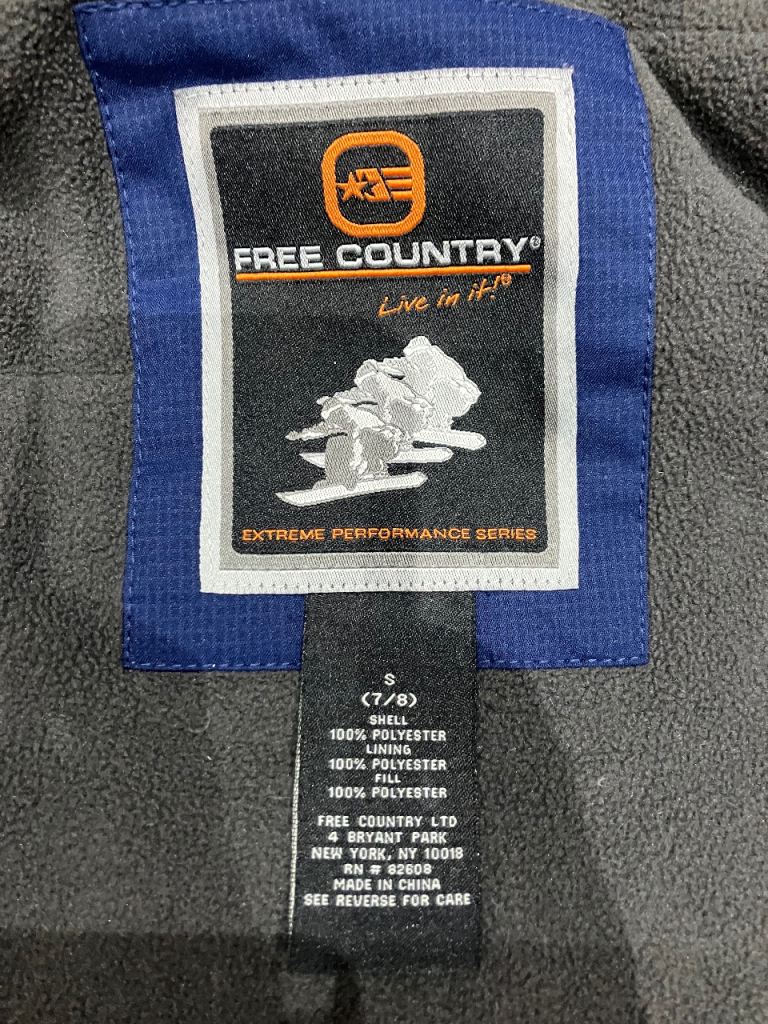 FREE COUNTRY®
Live in it!®
EXTREME PERFORMANCE SERIES
S
(7/8)
SHELL
100% POLYESTER
LINING
100% POLYESTER
FILL
100% POLYESTER
FREE COUNTRY LTD
4 BRYANT PARK
NEW YORK, NY 10018
RN # 82608
MADE IN CHINA
SEE REVERSE FOR CARE